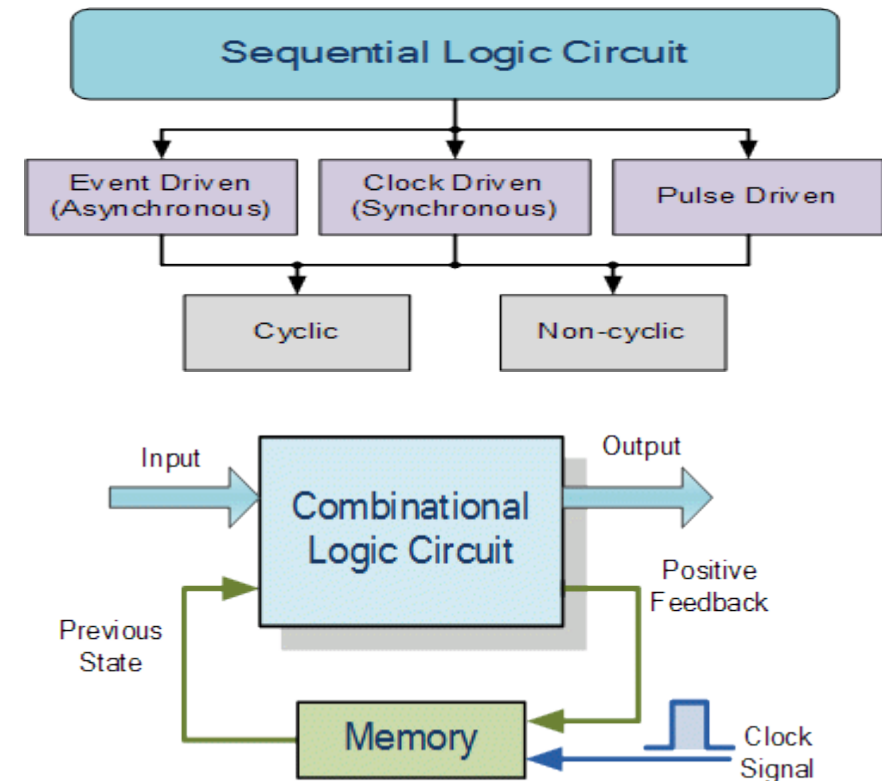 Sequential Logic Circuit
Event Driven
(Asynchronous)
Clock Driven
(Synchronous)
Pulse Driven
Cyclic
Non-cyclic
Input
Combinational
Logic Circuit
Output
Positive
Feedback
Previous
State
Memory
Clock
Signal